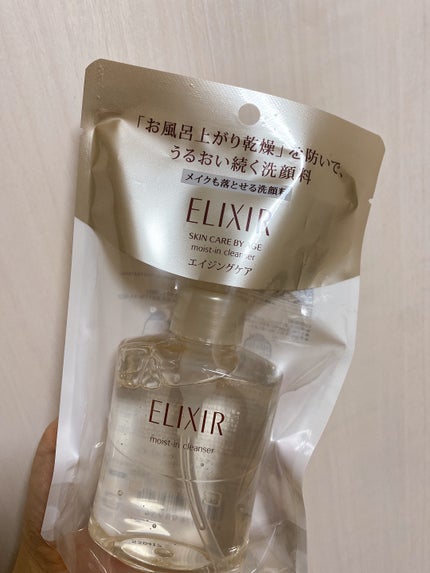 「お風呂上がり乾燥」を防いで、
うるおい続く洗顔料
メイクも落とせる洗顔料
ELIXIR
SKIN CARE BY AGE
moist-in cleanser
エイジングケア
ELIXIR
moist-in cleanser